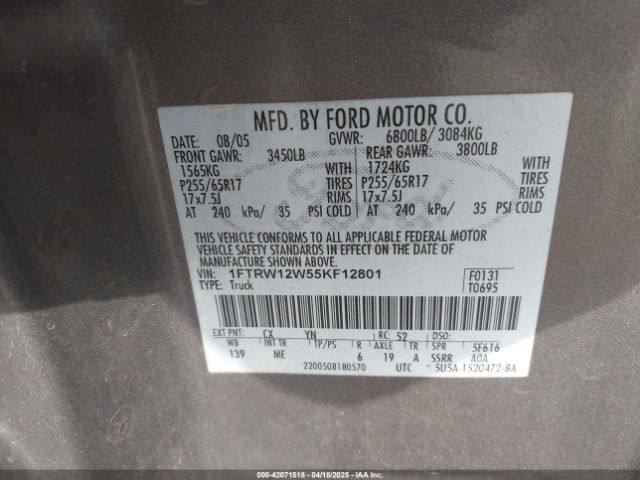 MFD. BY FORD MOTOR CO.
DATE: 08/05 GVWR: 6800LB/ 3084KG
FRONT GAWR: 3450LB REAR GAWR: 3800LB
1565KG WITH 1724KG WITH
P255/65R17 TIRES P255/65R17 TIRES
17x7.5J RIMS 17x7.5J RIMS
AT 240 kPa/ 35 PSI COLD AT 240 kPa/ 35 PSI COLD
THIS VEHICLE CONFORMS TO ALL APPLICABLE FEDERAL MOTOR
VEHICLE SAFETY STANDARDS IN EFFECT ON THE DATE OF
MANUFACTURE SHOWN ABOVE.
VIN: 1FTRW12W55KF12801 F0131
TYPE: Truck T0695
EXT PNT: CX YN RC: 52 DSO:
WB INT TR TP/PS R AXLE TR SPR 5F616
139 ME 6 19 A SSRR AOA
2200508180570 UTC 5U5A-1520472-BA
Ford
000-42071518 | 04/18/2025 | IAAI INC. COPYRIGHT